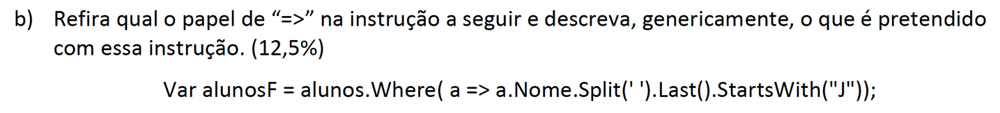 b) Refira qual o papel de “=>” na instrução a seguir e descreva, genericamente, o que é pretendido
com essa instrução. (12,5%)
Var alunosF = alunos.Where( a => a.Nome.Split(' ').Last().StartsWith("J"));